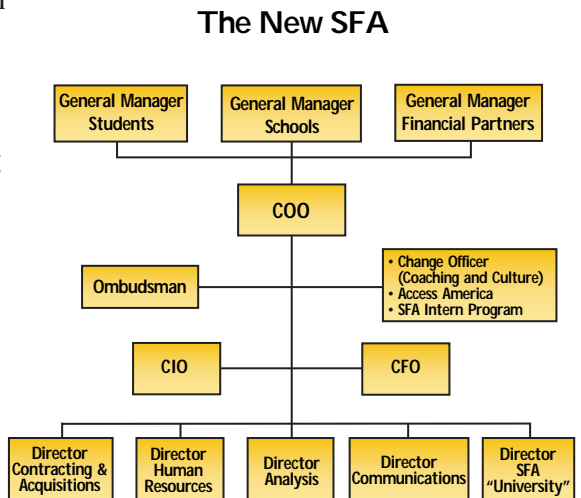 The New SFA
General Manager
Students
General Manager
Schools
General Manager
Financial Partners
COO
Ombudsman
• Change Officer
(Coaching and Culture)
• Access America
• SFA Intern Program
CIO
CFO
Director
Contracting &
Acquisitions
Director
Human
Resources
Director
Analysis
Director
Communications
Director
SFA
"University"